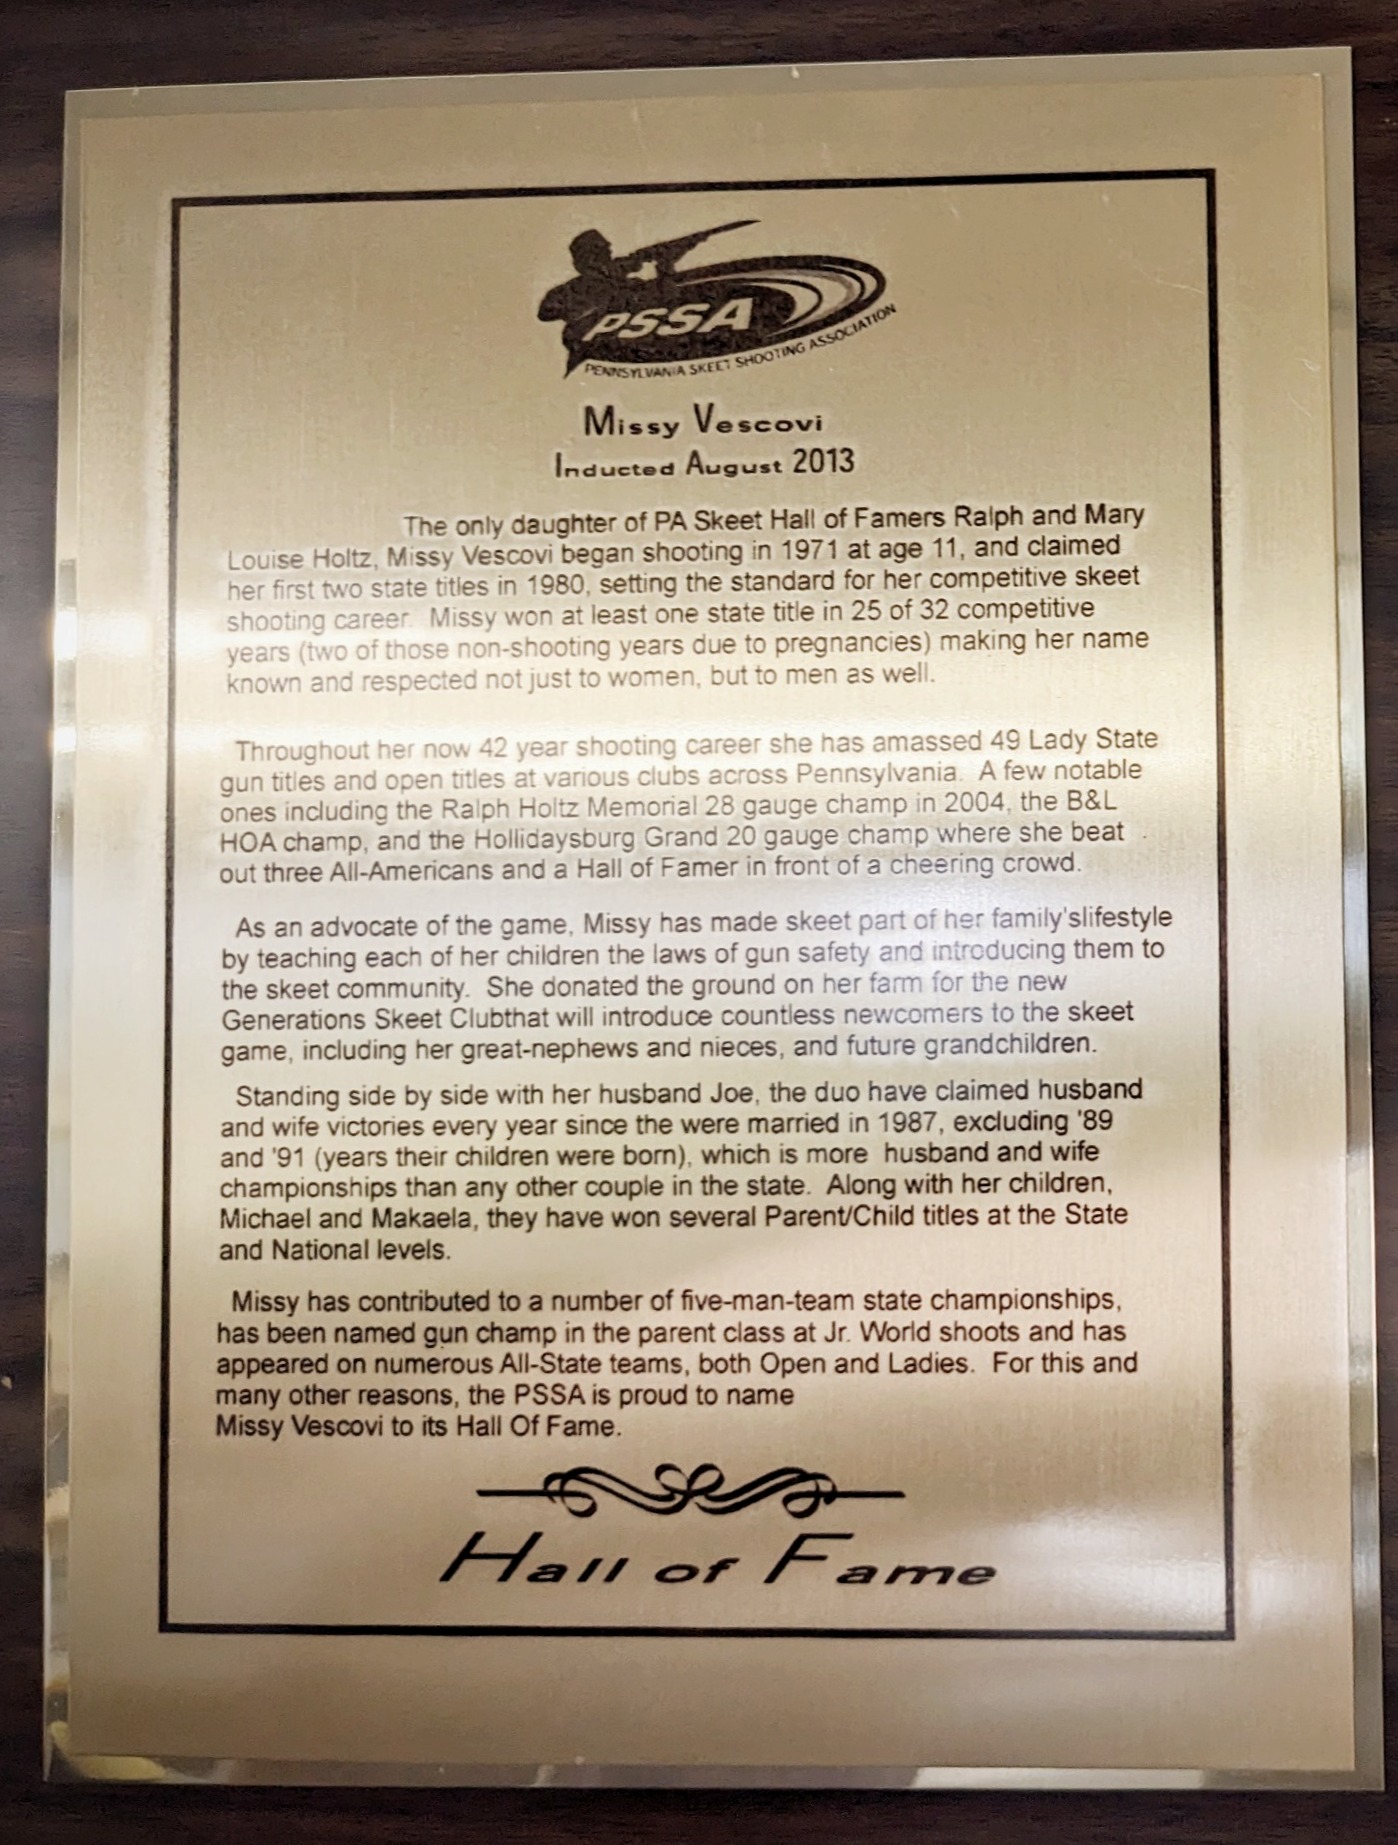 PSSA
PENNSYLVANIA SKEET SHOOTING ASSOCIATION
Missy Vescovi
Inducted August 2013
The only daughter of PA Skeet Hall of Famers Ralph and Mary
Louise Holtz, Missy Vescovi began shooting in 1971 at age 11, and claimed
her first two state titles in 1980, setting the standard for her competitive skeet
shooting career. Missy won at least one state title in 25 of 32 competitive
years (two of those non-shooting years due to pregnancies) making her name
known and respected not just to women, but to men as well.
Throughout her now 42 year shooting career she has amassed 49 Lady State
gun titles and open titles at various clubs across Pennsylvania. A few notable
ones including the Ralph Holtz Memorial 28 gauge champ in 2004, the B&L
HOA champ, and the Hollidaysburg Grand 20 gauge champ where she beat
out three All-Americans and a Hall of Famer in front of a cheering crowd.
As an advocate of the game, Missy has made skeet part of her family'slifestyle
by teaching each of her children the laws of gun safety and introducing them to
the skeet community. She donated the ground on her farm for the new
Generations Skeet Clubthat will introduce countless newcomers to the skeet
game, including her great-nephews and nieces, and future grandchildren.
Standing side by side with her husband Joe, the duo have claimed husband
and wife victories every year since the were married in 1987, excluding '89
and '91 (years their children were born), which is more husband and wife
championships than any other couple in the state. Along with her children,
Michael and Makaela, they have won several Parent/Child titles at the State
and National levels.
Missy has contributed to a number of five-man-team state championships,
has been named gun champ in the parent class at Jr. World shoots and has
appeared on numerous All-State teams, both Open and Ladies. For this and
many other reasons, the PSSA is proud to name
Missy Vescovi to its Hall Of Fame.
Hall of Fame